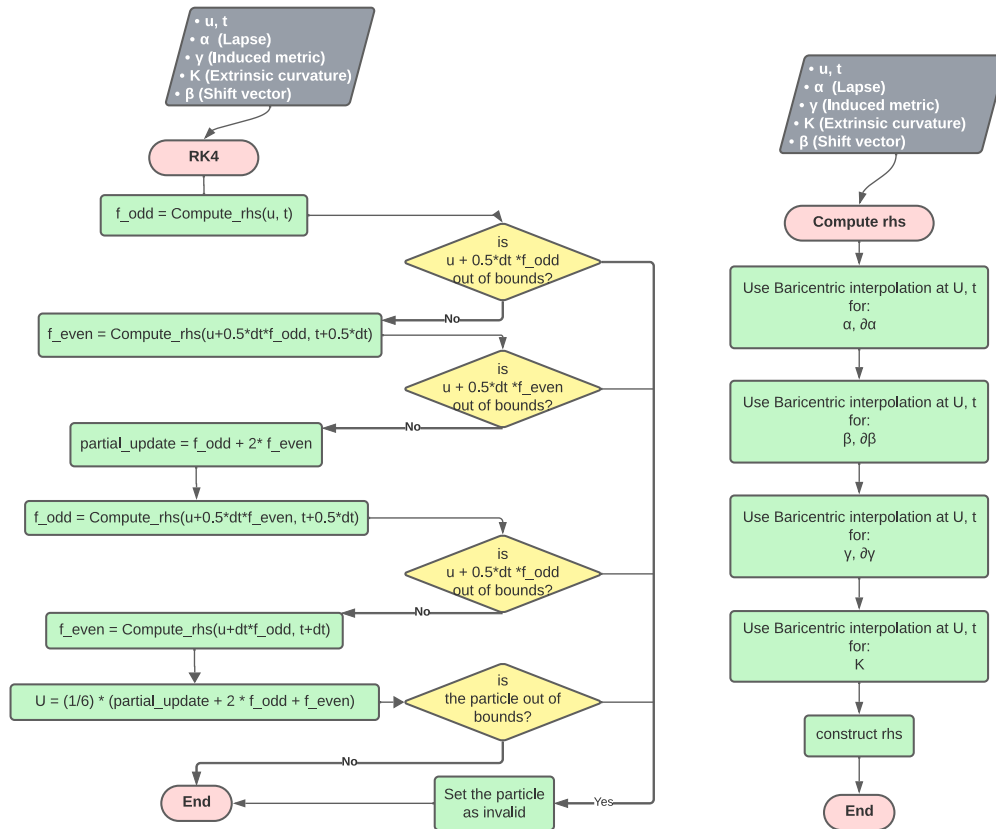 • u, t
• α  (Lapse)
• γ (Induced metric)
• K (Extrinsic curvature)
• β (Shift vector)
RK4
f_odd = Compute_rhs(u, t)
is
u + 0.5*dt *f_odd
out of bounds?
No
f_even = Compute_rhs(u+0.5*dt*f_odd, t+0.5*dt)
is
u + 0.5*dt *f_even
out of bounds?
No
partial_update = f_odd + 2* f_even
f_odd = Compute_rhs(u+0.5*dt*f_even, t+0.5*dt)
is
u + 0.5*dt *f_odd
out of bounds?
No
f_even = Compute_rhs(u+dt*f_odd, t+dt)
U = (1/6) * (partial_update + 2 * f_odd + f_even)
is
the particle out of
bounds?
No
Yes
Set the particle
as invalid
End
• u, t
• α  (Lapse)
• γ (Induced metric)
• K (Extrinsic curvature)
• β (Shift vector)
Compute rhs
Use Baricentric interpolation at U, t
for:
α, ∂α
Use Baricentric interpolation at U, t
for:
β, ∂β
Use Baricentric interpolation at U, t
for:
γ, ∂γ
Use Baricentric interpolation at U, t
for:
K
construct rhs
End